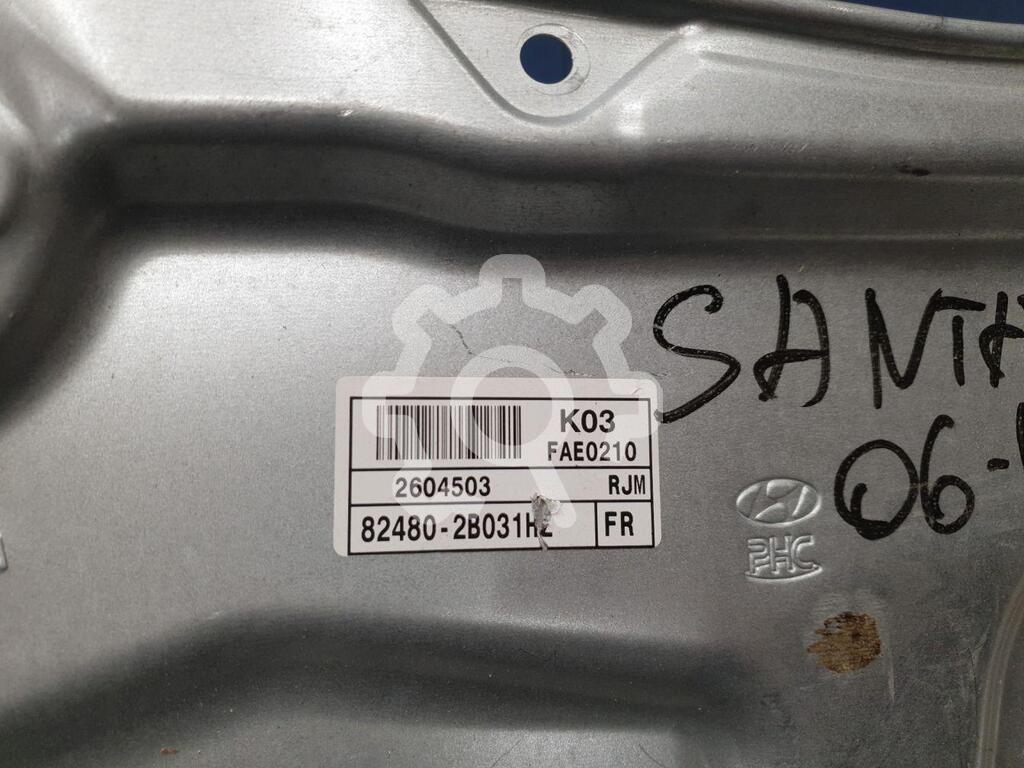 SANTA
06-
K03
FAE0210
2604503 RJM
82480-2B031HZ FR
PHC